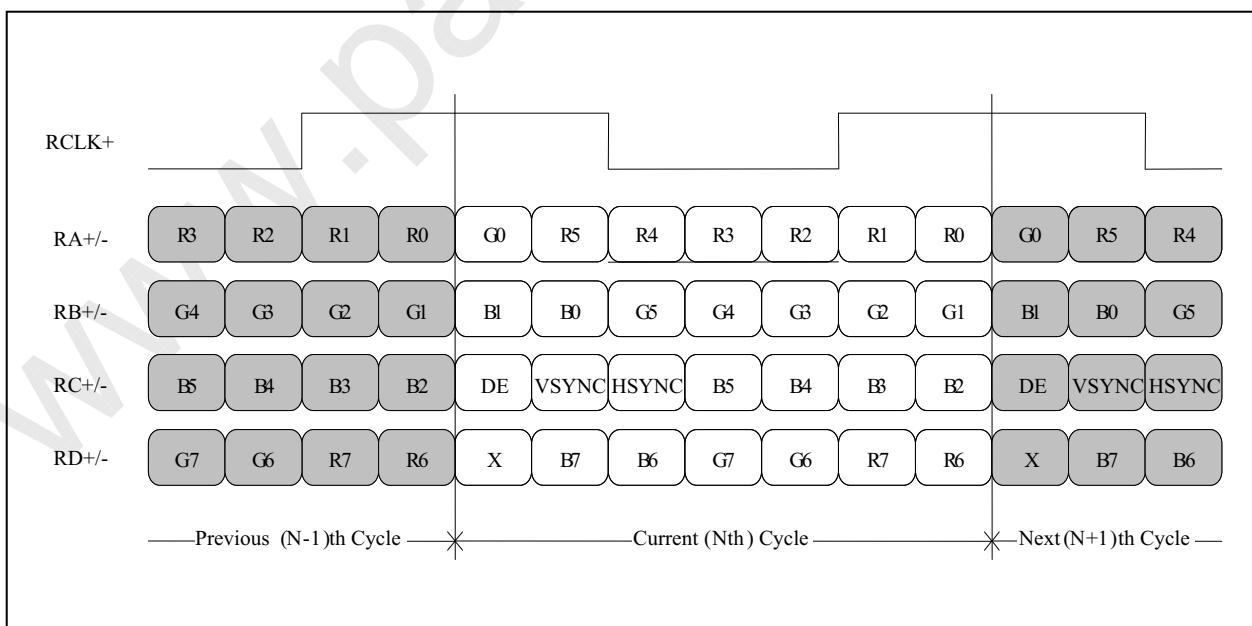 www.pa
RCLK+
RA+/- R3 R2 R1 R0 G0 R5 R4 R3 R2 R1 R0 G0 R5 R4
RB+/- G4 G3 G2 G1 B1 B0 G5 G4 G3 G2 G1 B1 B0 G5
RC+/- B5 B4 B3 B2 DE VSYNC HSYNC B5 B4 B3 B2 DE VSYNC HSYNC
RD+/- G7 G6 R7 R6 X B7 B6 G7 G6 R7 R6 X B7 B6
Previous (N-1)th Cycle Current (Nth) Cycle Next (N+1)th Cycle